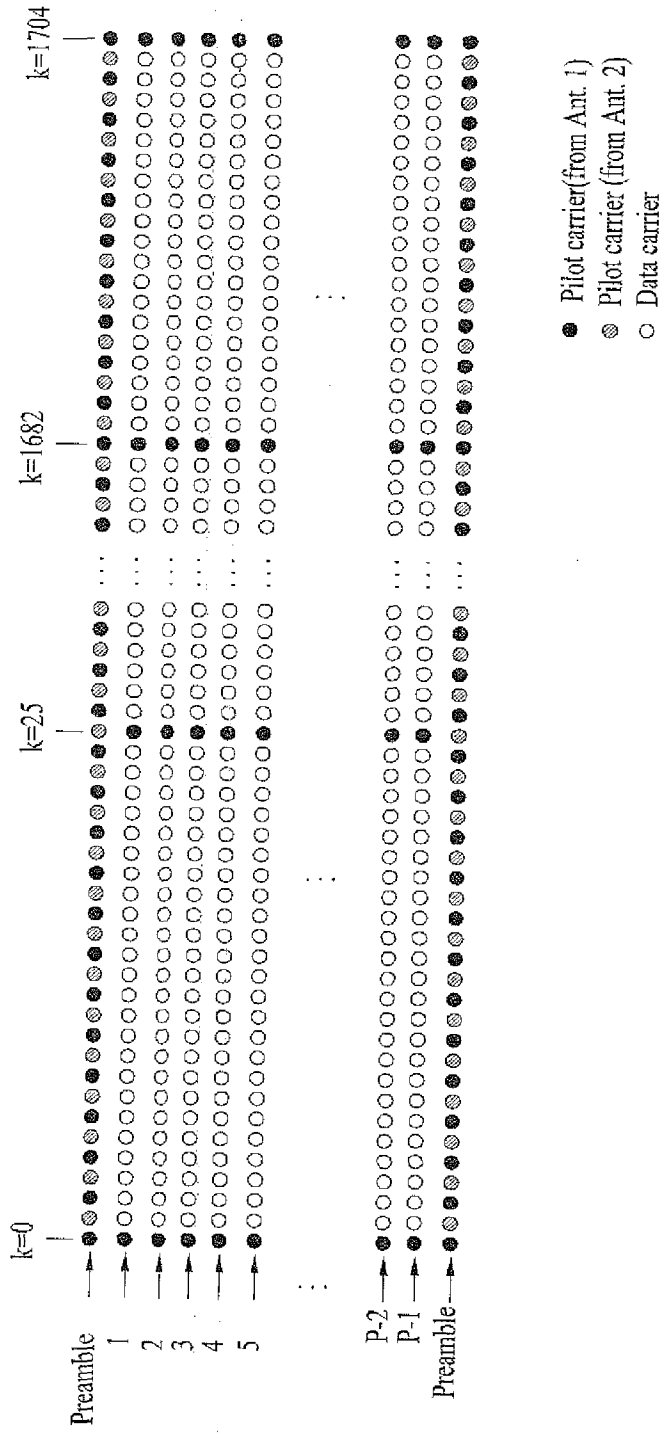 k=0 k=25 k=1682 k=1704
Preamble
1
2
3
4
5
P-2
P-1
Preamble
Pilot carrier(from Ant. 1)
Pilot carrier (from Ant. 2)
Data carrier